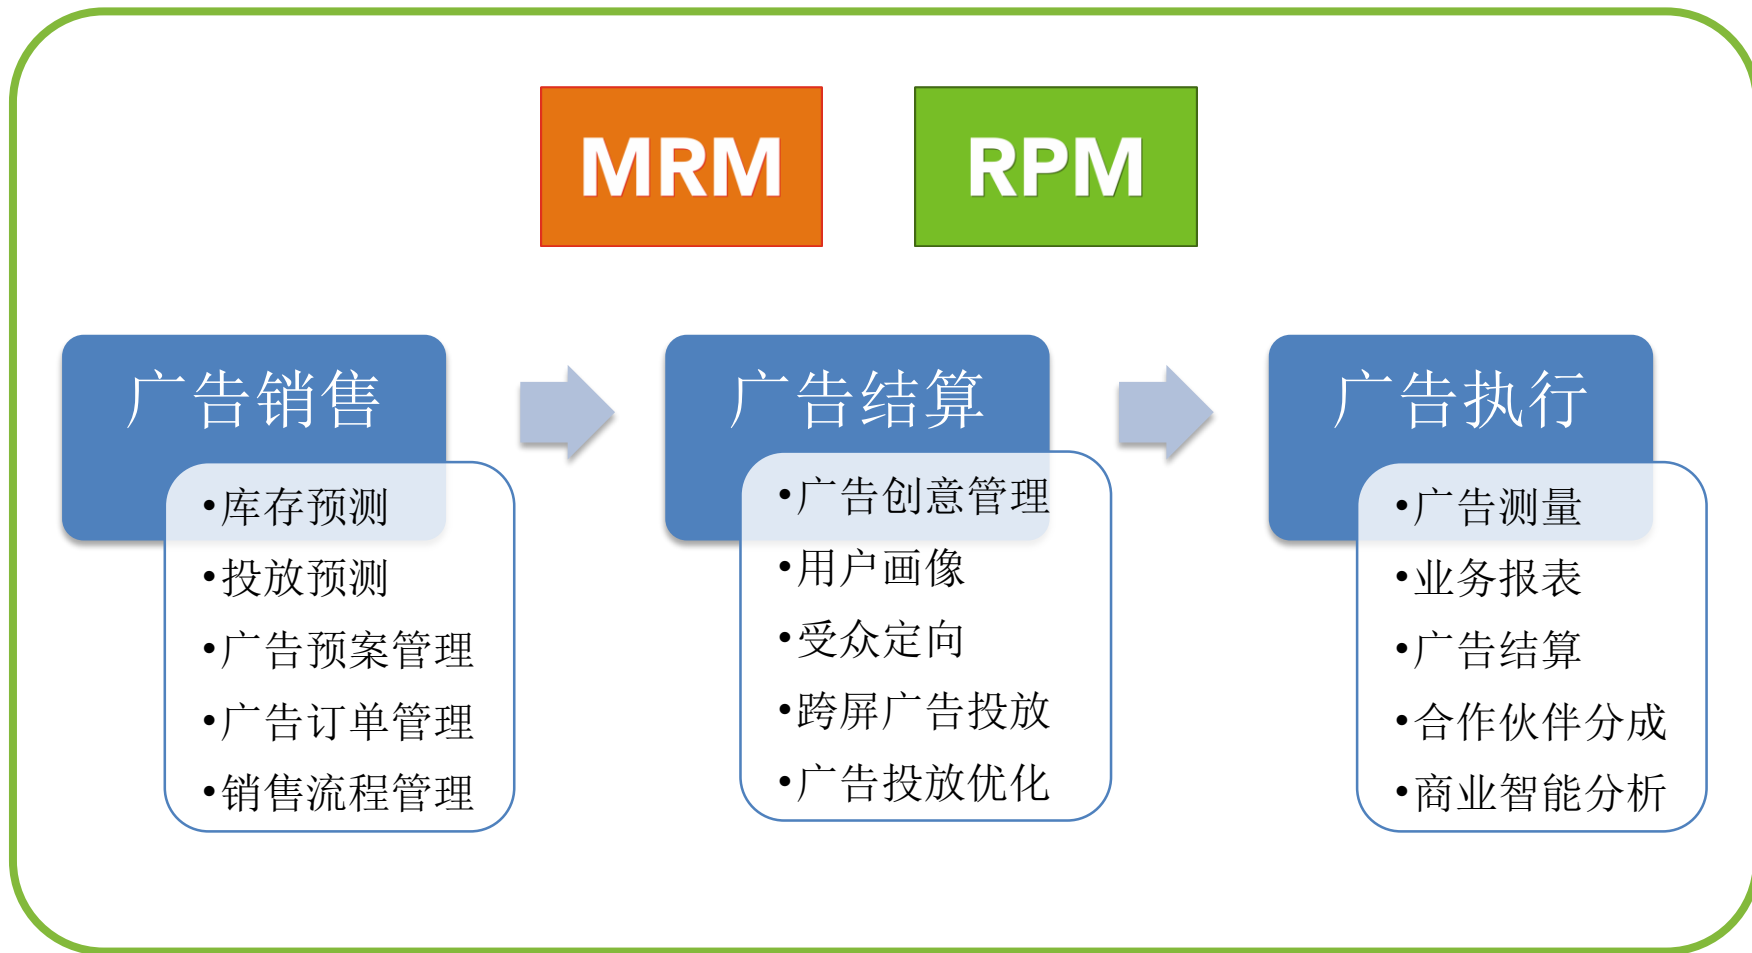 MRM
RPM
广告销售
•库存预测
•投放预测
•广告预案管理
•广告订单管理
•销售流程管理
广告结算
•广告创意管理
•用户画像
•受众定向
•跨屏广告投放
•广告投放优化
广告执行
•广告测量
•业务报表
•广告结算
•合作伙伴分成
•商业智能分析